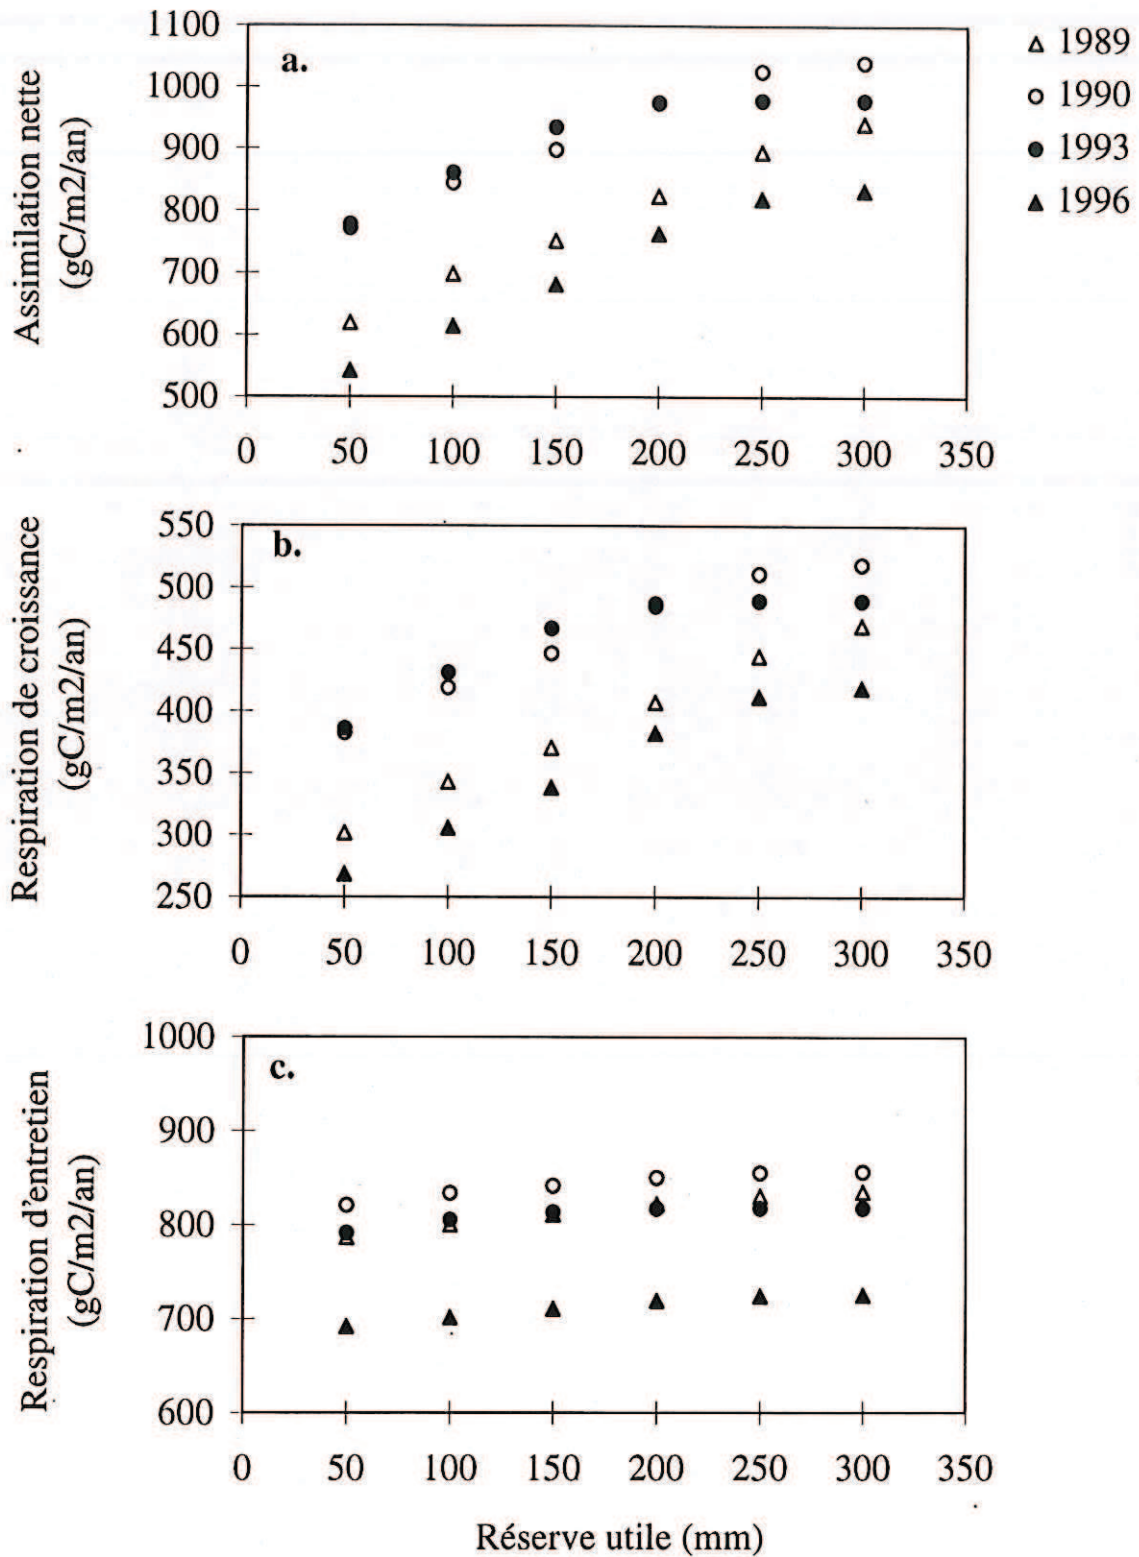 1100
1000
900
800
700
600
500
a.
Assimilation nette
(gC/m2/an)
0 50 100 150 200 250 300 350
1989
1990
1993
1996
550
500
450
400
350
300
250
b.
Respiration de croissance
(gC/m2/an)
0 50 100 150 200 250 300 350
1000
900
800
700
600
c.
Respiration d'entretien
(gC/m2/an)
0 50 100 150 200 250 300 350
Réserve utile (mm)